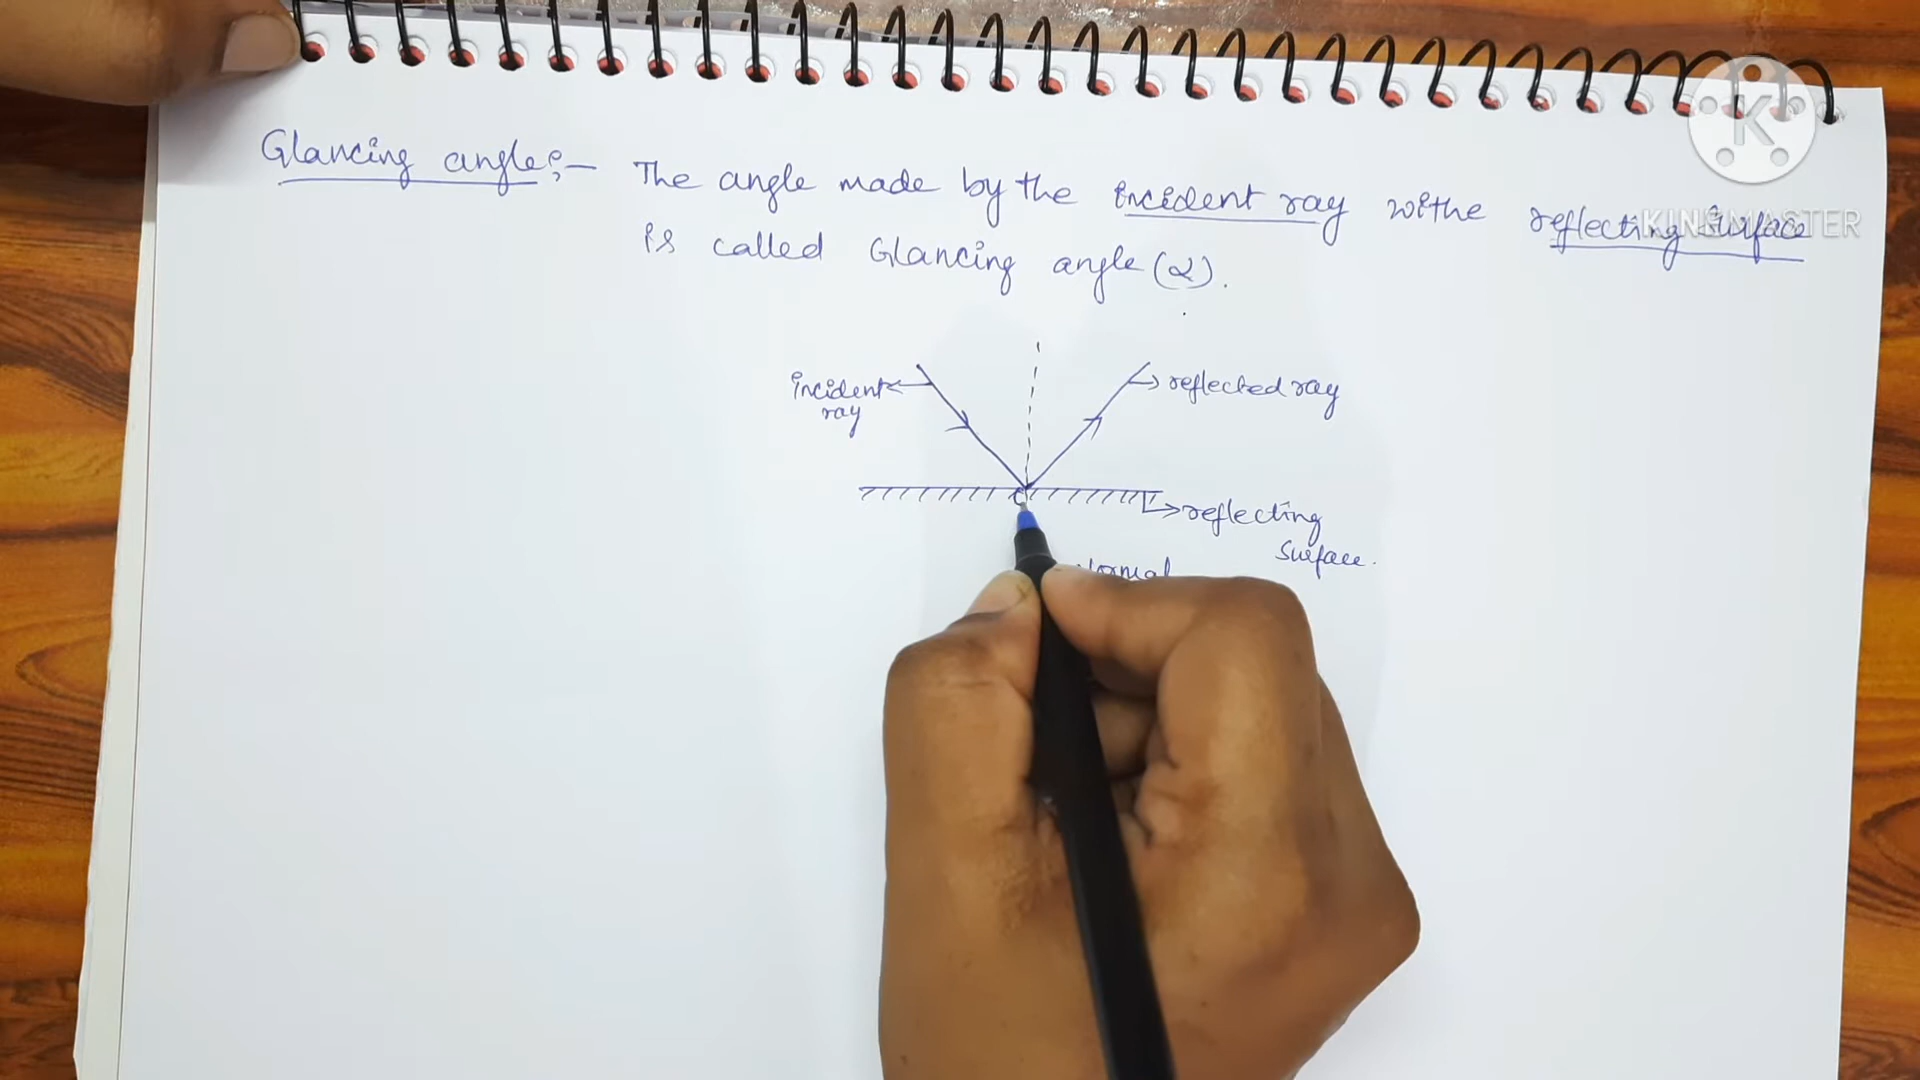 Glancing angle:- The angle made by the incident ray withe reflecting surface
is called Glancing angle (α).
incident
ray
reflected ray
reflecting
surface.
Normal
K
KINEMASTER